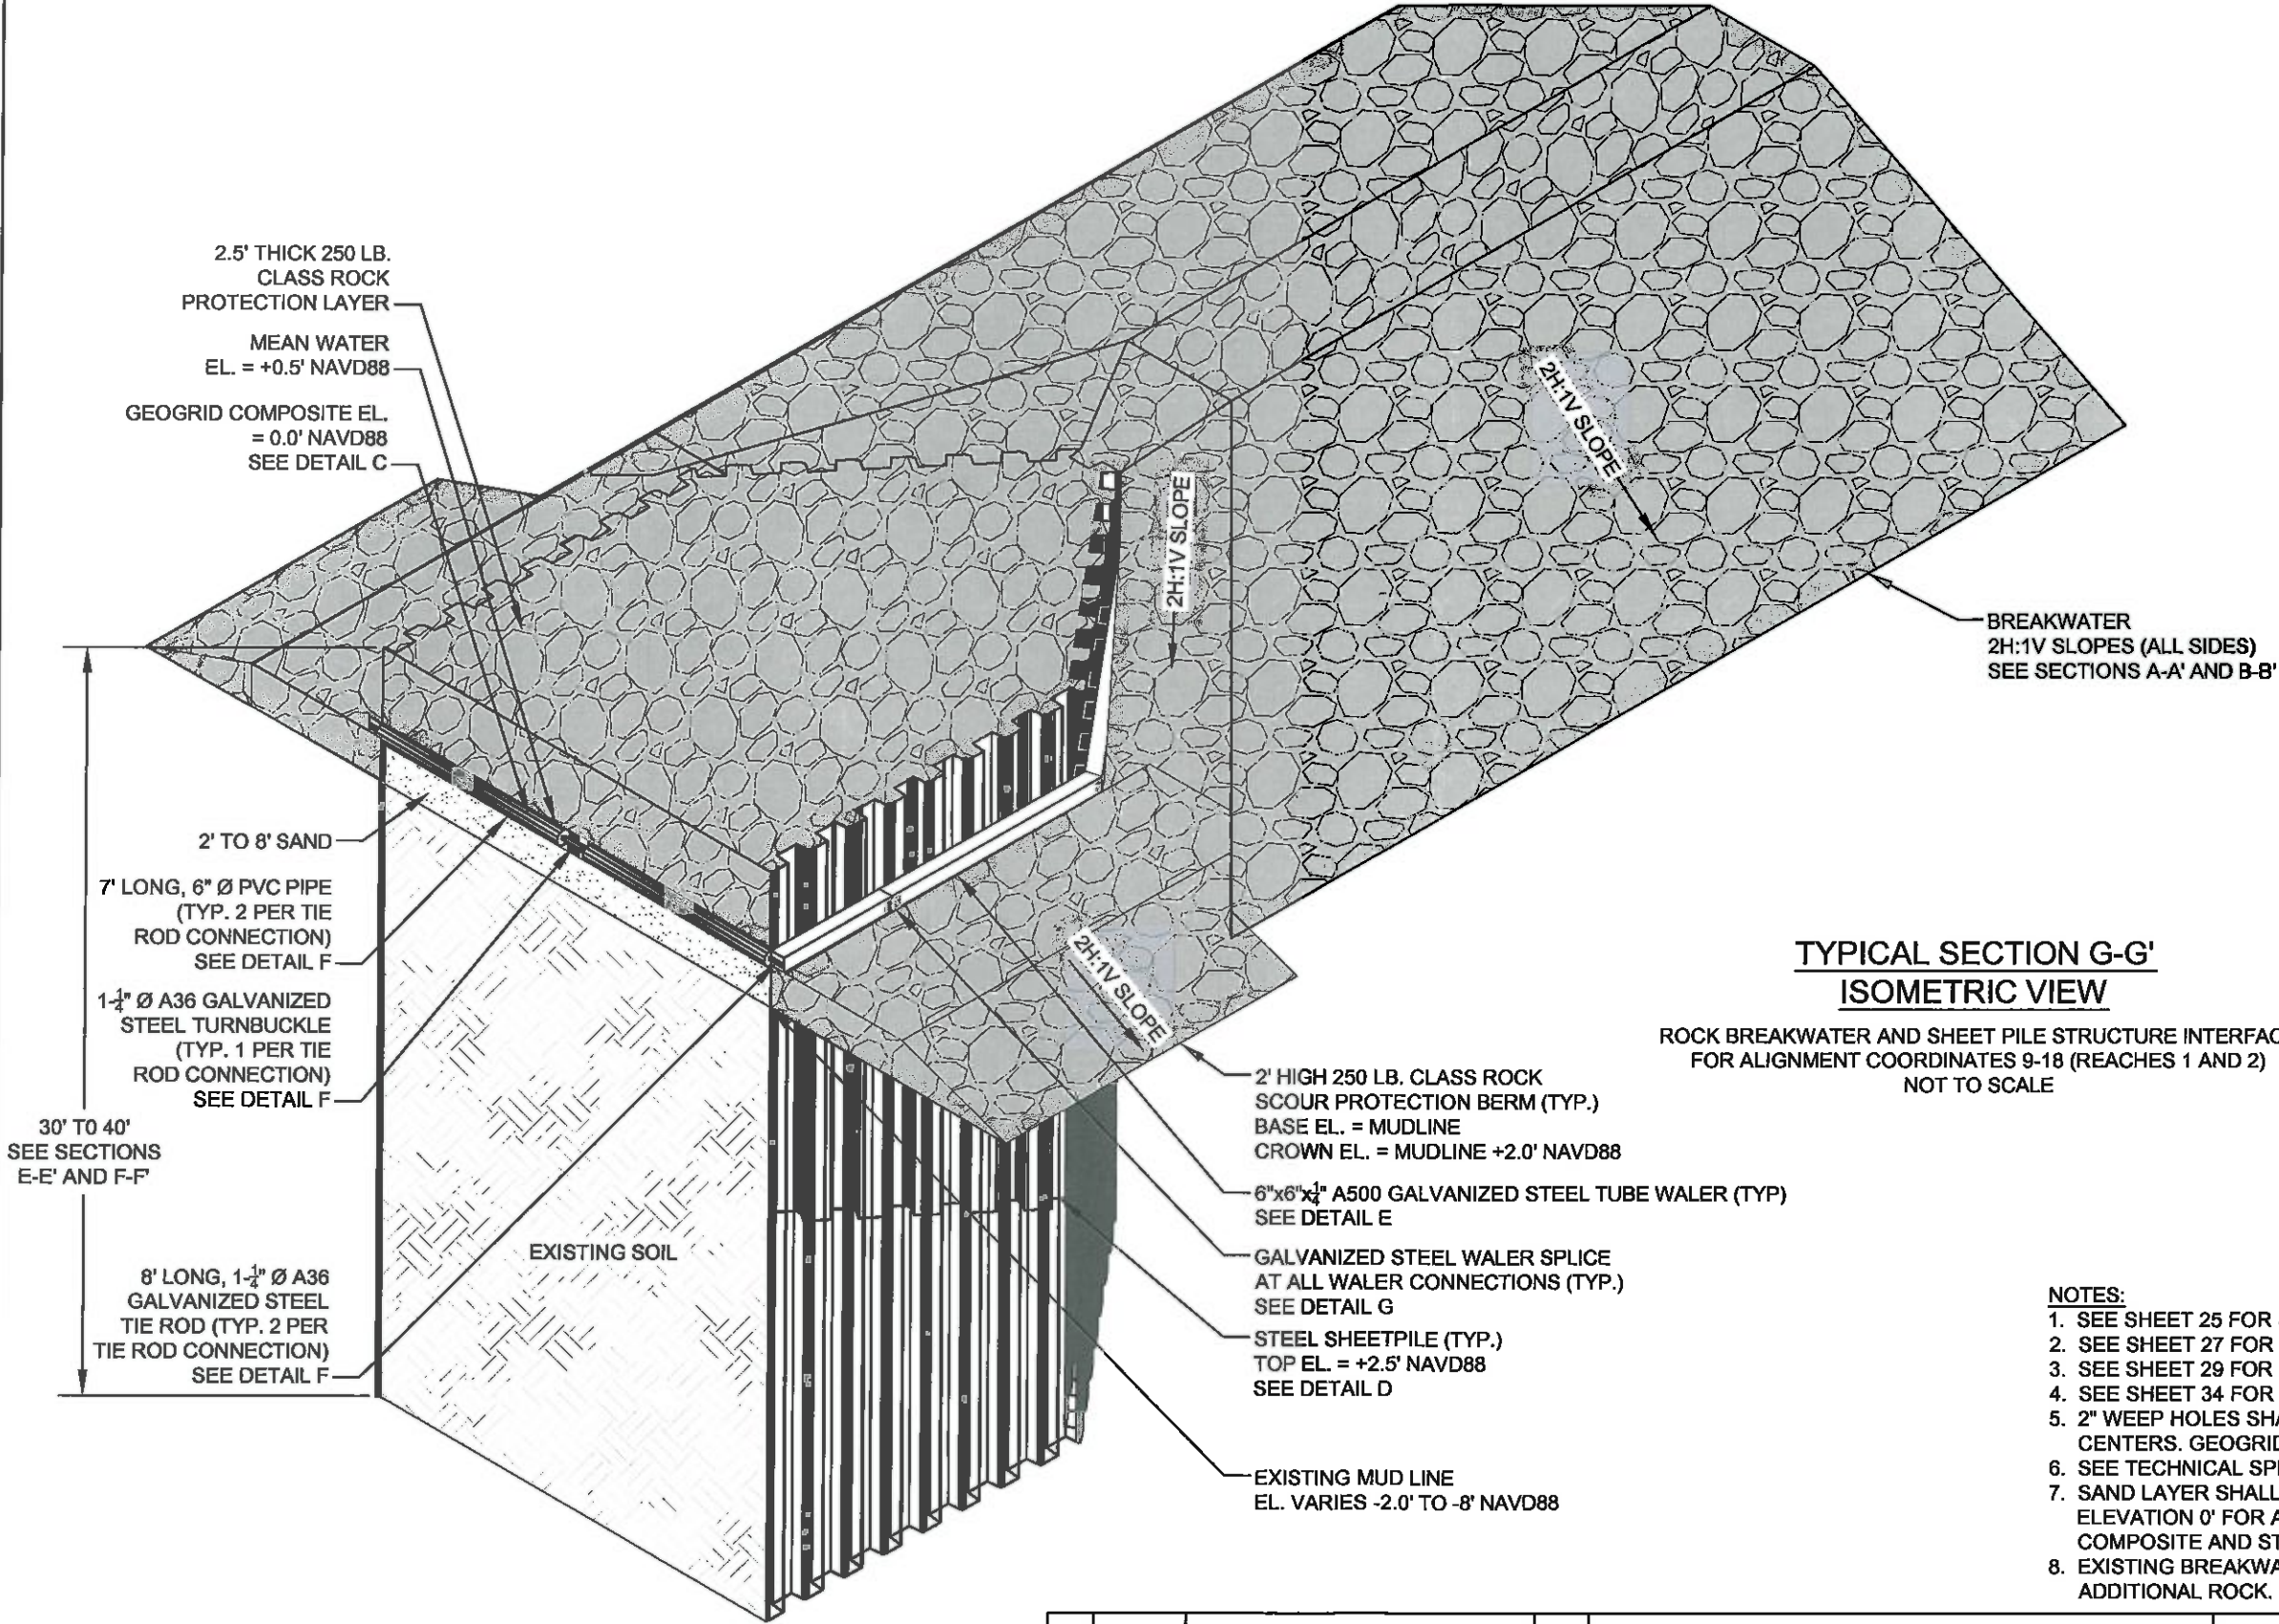 2.5' THICK 250 LB.
CLASS ROCK
PROTECTION LAYER
MEAN WATER
EL. = +0.5' NAVD88
GEOGRID COMPOSITE EL.
= 0.0' NAVD88
SEE DETAIL C
2H:1V SLOPE
2H:1V SLOPE
BREAKWATER
2H:1V SLOPES (ALL SIDES)
SEE SECTIONS A-A' AND B-B'
2' TO 8' SAND
7' LONG, 6" Ø PVC PIPE
(TYP. 2 PER TIE
ROD CONNECTION)
SEE DETAIL F
1-1/4" Ø A36 GALVANIZED
STEEL TURNBUCKLE
(TYP. 1 PER TIE
ROD CONNECTION)
SEE DETAIL F
30' TO 40'
SEE SECTIONS
E-E' AND F-F'
8' LONG, 1-1/4" Ø A36
GALVANIZED STEEL
TIE ROD (TYP. 2 PER
TIE ROD CONNECTION)
SEE DETAIL F
EXISTING SOIL
2H:1V SLOPE
TYPICAL SECTION G-G'
ISOMETRIC VIEW
ROCK BREAKWATER AND SHEET PILE STRUCTURE INTERFAC
FOR ALIGNMENT COORDINATES 9-18 (REACHES 1 AND 2)
NOT TO SCALE
2' HIGH 250 LB. CLASS ROCK
SCOUR PROTECTION BERM (TYP.)
BASE EL. = MUDLINE
CROWN EL. = MUDLINE +2.0' NAVD88
6"x6"x1/4" A500 GALVANIZED STEEL TUBE WALER (TYP)
SEE DETAIL E
GALVANIZED STEEL WALER SPLICE
AT ALL WALER CONNECTIONS (TYP.)
SEE DETAIL G
STEEL SHEETPILE (TYP.)
TOP EL. = +2.5' NAVD88
SEE DETAIL D
EXISTING MUD LINE
EL. VARIES -2.0' TO -8' NAVD88
NOTES:
1. SEE SHEET 25 FOR
2. SEE SHEET 27 FOR
3. SEE SHEET 29 FOR
4. SEE SHEET 34 FOR
5. 2" WEEP HOLES SHA
CENTERS. GEOGRID
6. SEE TECHNICAL SPE
7. SAND LAYER SHALL
ELEVATION 0' FOR A
COMPOSITE AND ST
8. EXISTING BREAKWA
ADDITIONAL ROCK.